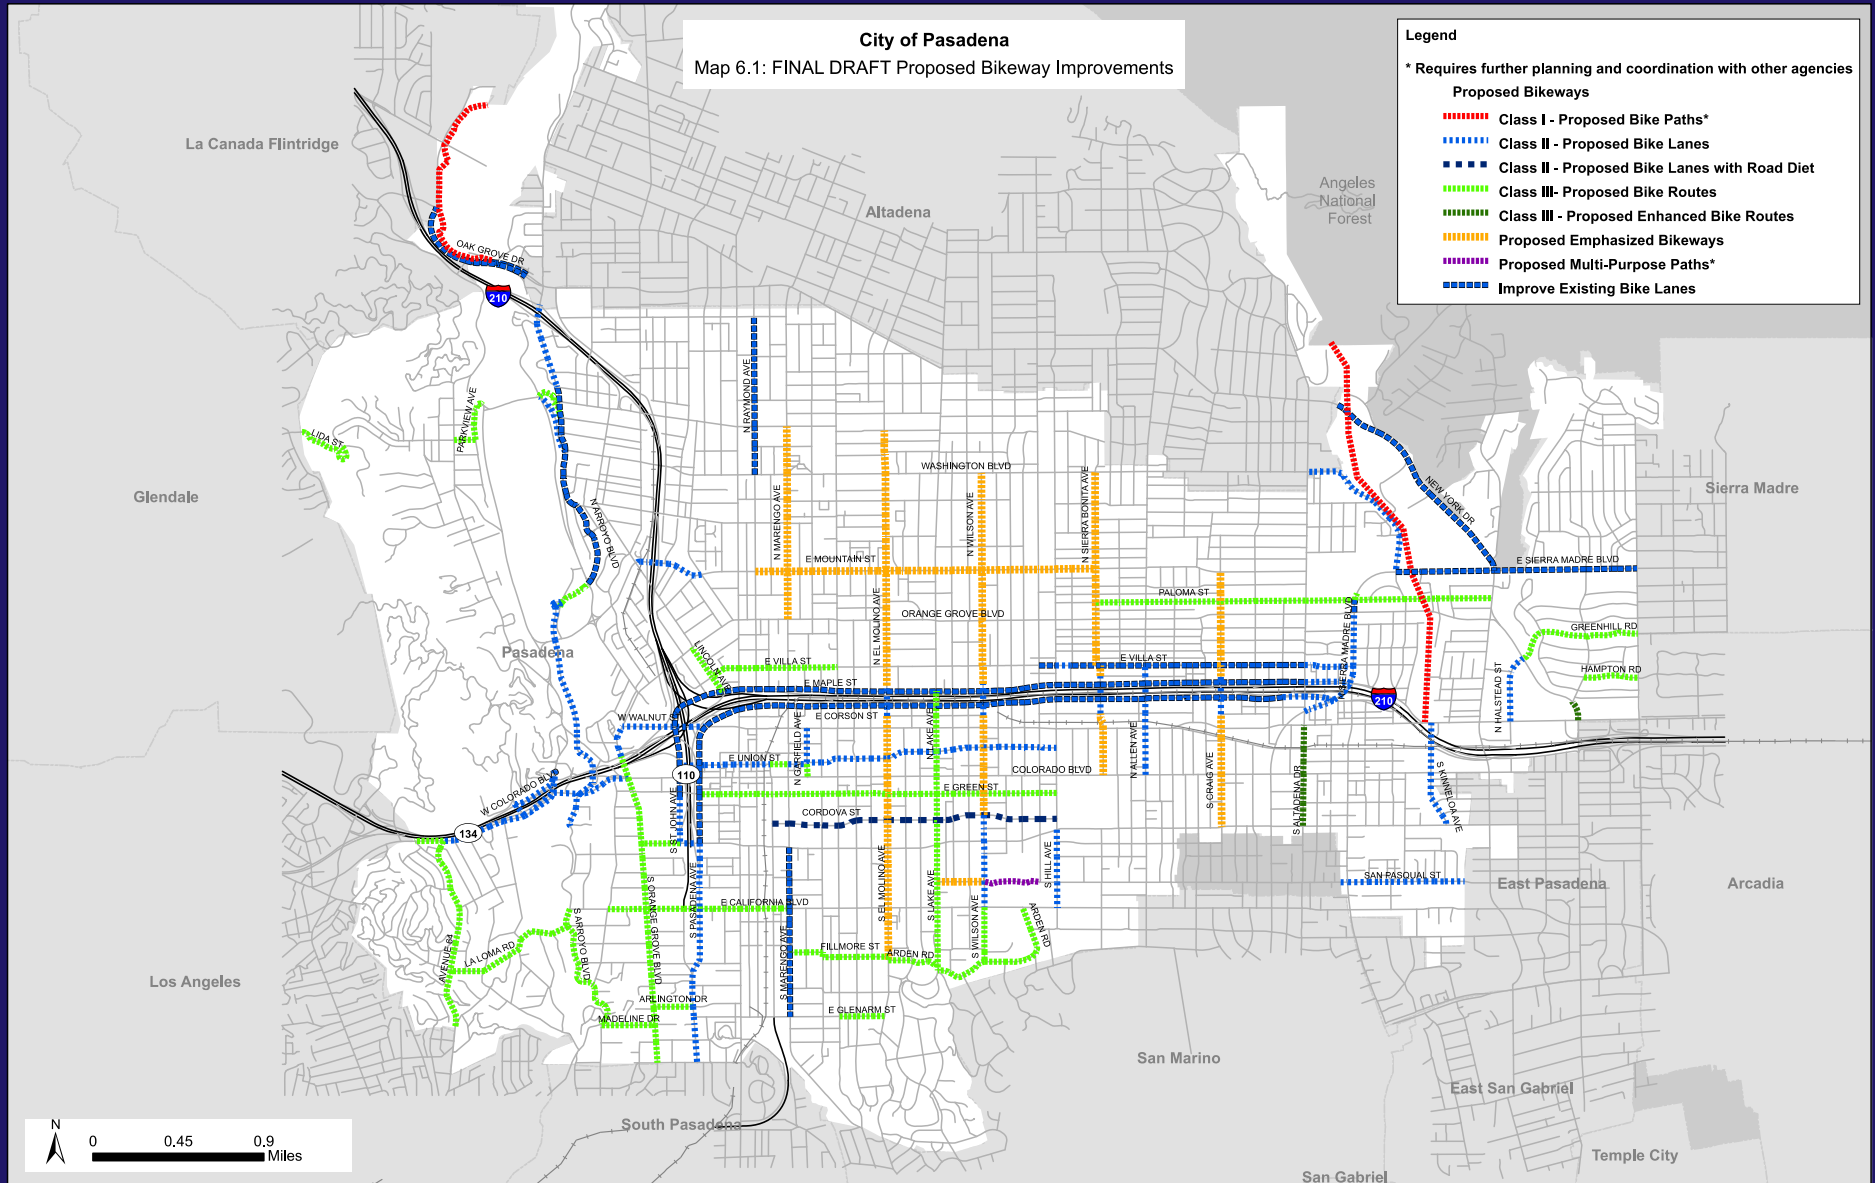 City of Pasadena
Map 6.1: FINAL DRAFT Proposed Bikeway Improvements
Legend
* Requires further planning and coordination with other agencies
Proposed Bikeways
Class I - Proposed Bike Paths*
Class II - Proposed Bike Lanes
Class II - Proposed Bike Lanes with Road Diet
Class III- Proposed Bike Routes
Class III - Proposed Enhanced Bike Routes
Proposed Emphasized Bikeways
Proposed Multi-Purpose Paths*
Improve Existing Bike Lanes
La Canada Flintridge
Altadena
Angeles
National
Forest
OAK GROVE DR
210
N RAYMOND AVE
PARKVIEW AVE
LIDA ST
WASHINGTON BLVD
Glendale
Sierra Madre
N MARENGO AVE
N WILSON AVE
N SIERRA BONITA AVE
NEW YORK DR
N ARROYO BLVD
E MOUNTAIN ST
E SIERRA MADRE BLVD
PALOMA ST
ORANGE GROVE BLVD
N EL MOLINO AVE
N SIERRA MADRE BLVD
GREENHILL RD
Pasadena
LINCOLN AVE
E VILLA ST
E VILLA ST
HAMPTON RD
E MAPLE ST
210
N HALSTEAD ST
W WALNUT S
E CORSON ST
N GARFIELD AVE
N LAKE AVE
N ALLEN AVE
E UNION ST
COLORADO BLVD
110
W COLORADO BLVD
S CRAIG AVE
S ALTADENA DR
S KINNELOA AVE
E GREEN ST
CORDOVA ST
134
S ST JOHN AVE
S PASADENA AVE
S ORANGE GROVE BLVD
S EL MOLINO AVE
S LAKE AVE
S HILL AVE
SAN PASQUAL ST
East Pasadena
Arcadia
E CALIFORNIA BLVD
S WILSON AVE
ARDEN RD
AVENUE 64
LA LOMA RD
S ARROYO BLVD
S MARENGO AVE
FILLMORE ST
ARDEN RD
Los Angeles
ARLINGTON DR
MADELINE DR
E GLENARM ST
San Marino
East San Gabriel
South Pasadena
N
0
0.45
0.9
Miles
Temple City
San Gabriel